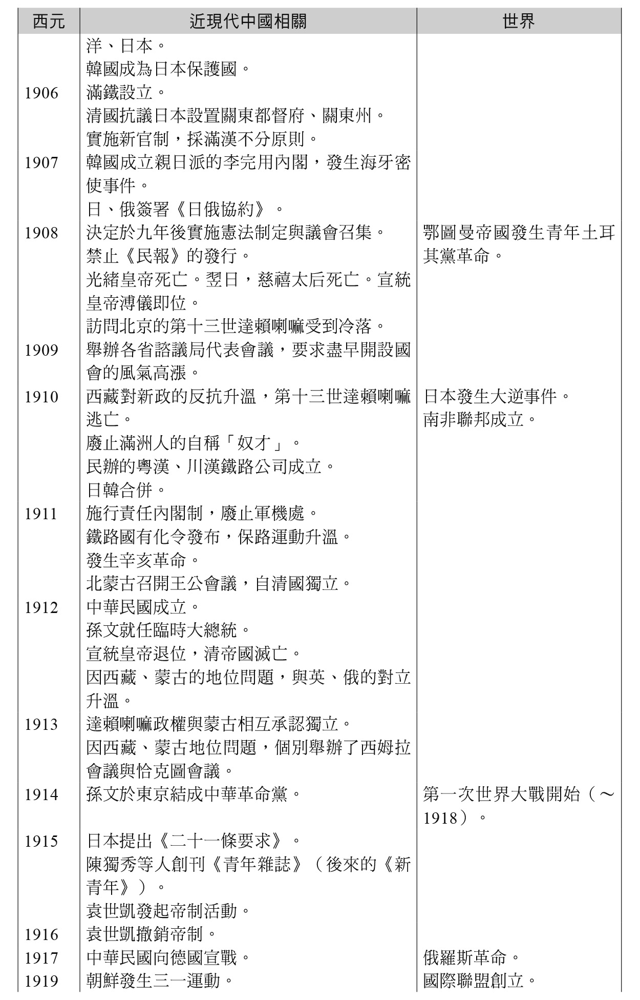 西元 近現代中國相關 世界
洋、日本。
韓國成為日本保護國。
1906 滿鐵設立。
清國抗議日本設置關東都督府、關東州。
實施新官制，採滿漢不分原則。
1907 韓國成立親日派的李完用內閣，發生海牙密
使事件。
日、俄簽署《日俄協約》。
1908 決定於九年後實施憲法制定與議會召集。 鄂圖曼帝國發生青年土耳
禁止《民報》的發行。 其黨革命。
光緒皇帝死亡。翌日，慈禧太后死亡。宣統
皇帝溥儀即位。
訪問北京的第十三世達賴喇嘛受到冷落。
1909 舉辦各省諮議局代表會議，要求盡早開設國
會的風氣高漲。
1910 西藏對新政的反抗升溫，第十三世達賴喇嘛 日本發生大逆事件。
逃亡。 南非聯邦成立。
廢止滿洲人的自稱「奴才」。
民辦的粵漢、川漢鐵路公司成立。
日韓合併。
1911 施行責任內閣制，廢止軍機處。
鐵路國有化令發布，保路運動升溫。
發生辛亥革命。
北蒙古召開王公會議，自清國獨立。
1912 中華民國成立。
孫文就任臨時大總統。
宣統皇帝退位，清帝國滅亡。
因西藏、蒙古的地位問題，與英、俄的對立
升溫。
1913 達賴喇嘛政權與蒙古相互承認獨立。
因西藏、蒙古地位問題，個別舉辦了西姆拉
會議與恰克圖會議。
1914 孫文於東京結成中華革命黨。 第一次世界大戰開始（～
1918）。
1915 日本提出《二十一條要求》。
陳獨秀等人創刊《青年雜誌》（後來的《新
青年》）。
袁世凱發起帝制活動。
1916 袁世凱撤銷帝制。
1917 中華民國向德國宣戰。 俄羅斯革命。
1919 朝鮮發生三一運動。 國際聯盟創立。